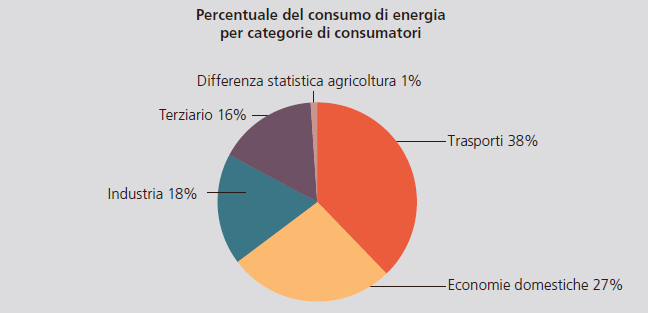 Percentuale del consumo di energia
per categorie di consumatori
Differenza statistica agricoltura 1%
Terziario 16%
Trasporti 38%
Industria 18%
Economie domestiche 27%